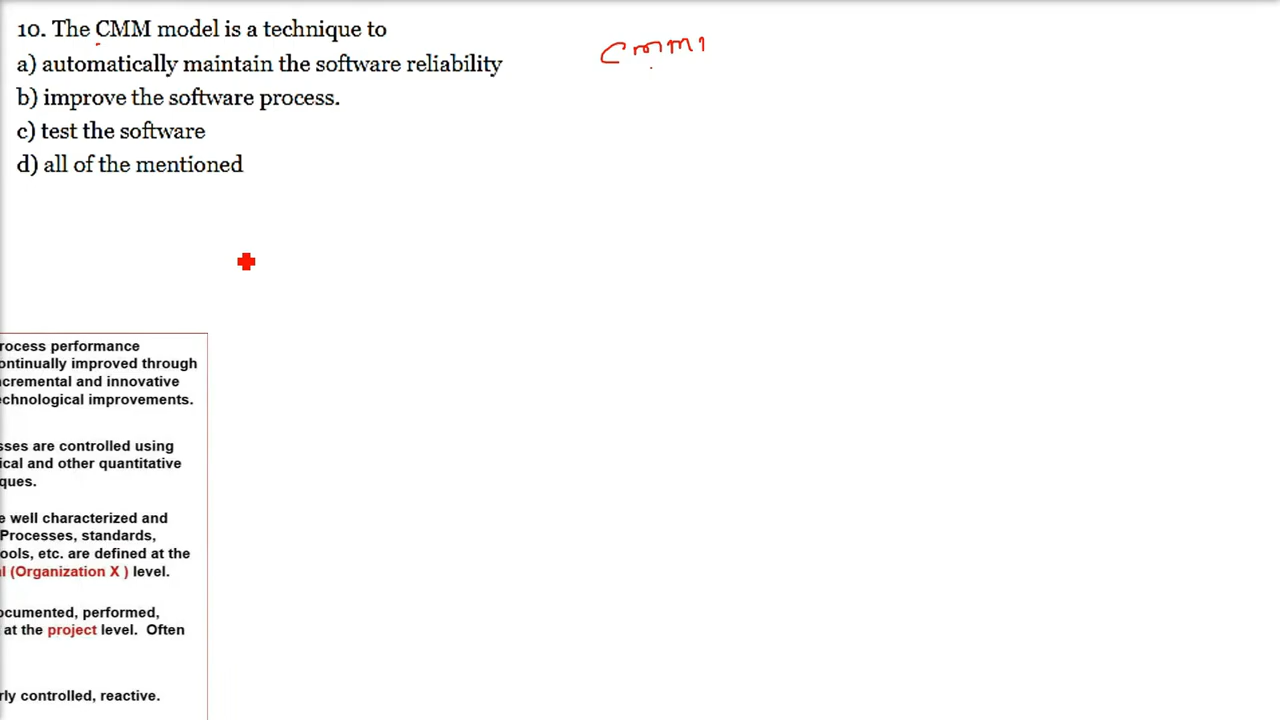 10. The CMM model is a technique to
CMMI
a) automatically maintain the software reliability
b) improve the software process.
c) test the software
d) all of the mentioned
rocess performance
ontinually improved through
cremental and innovative
echnological improvements.
sses are controlled using
ical and other quantitative
ques.
e well characterized and
Processes, standards,
ools, etc. are defined at the
l (Organization X ) level.
ocumented, performed,
at the project level. Often
rly controlled, reactive.